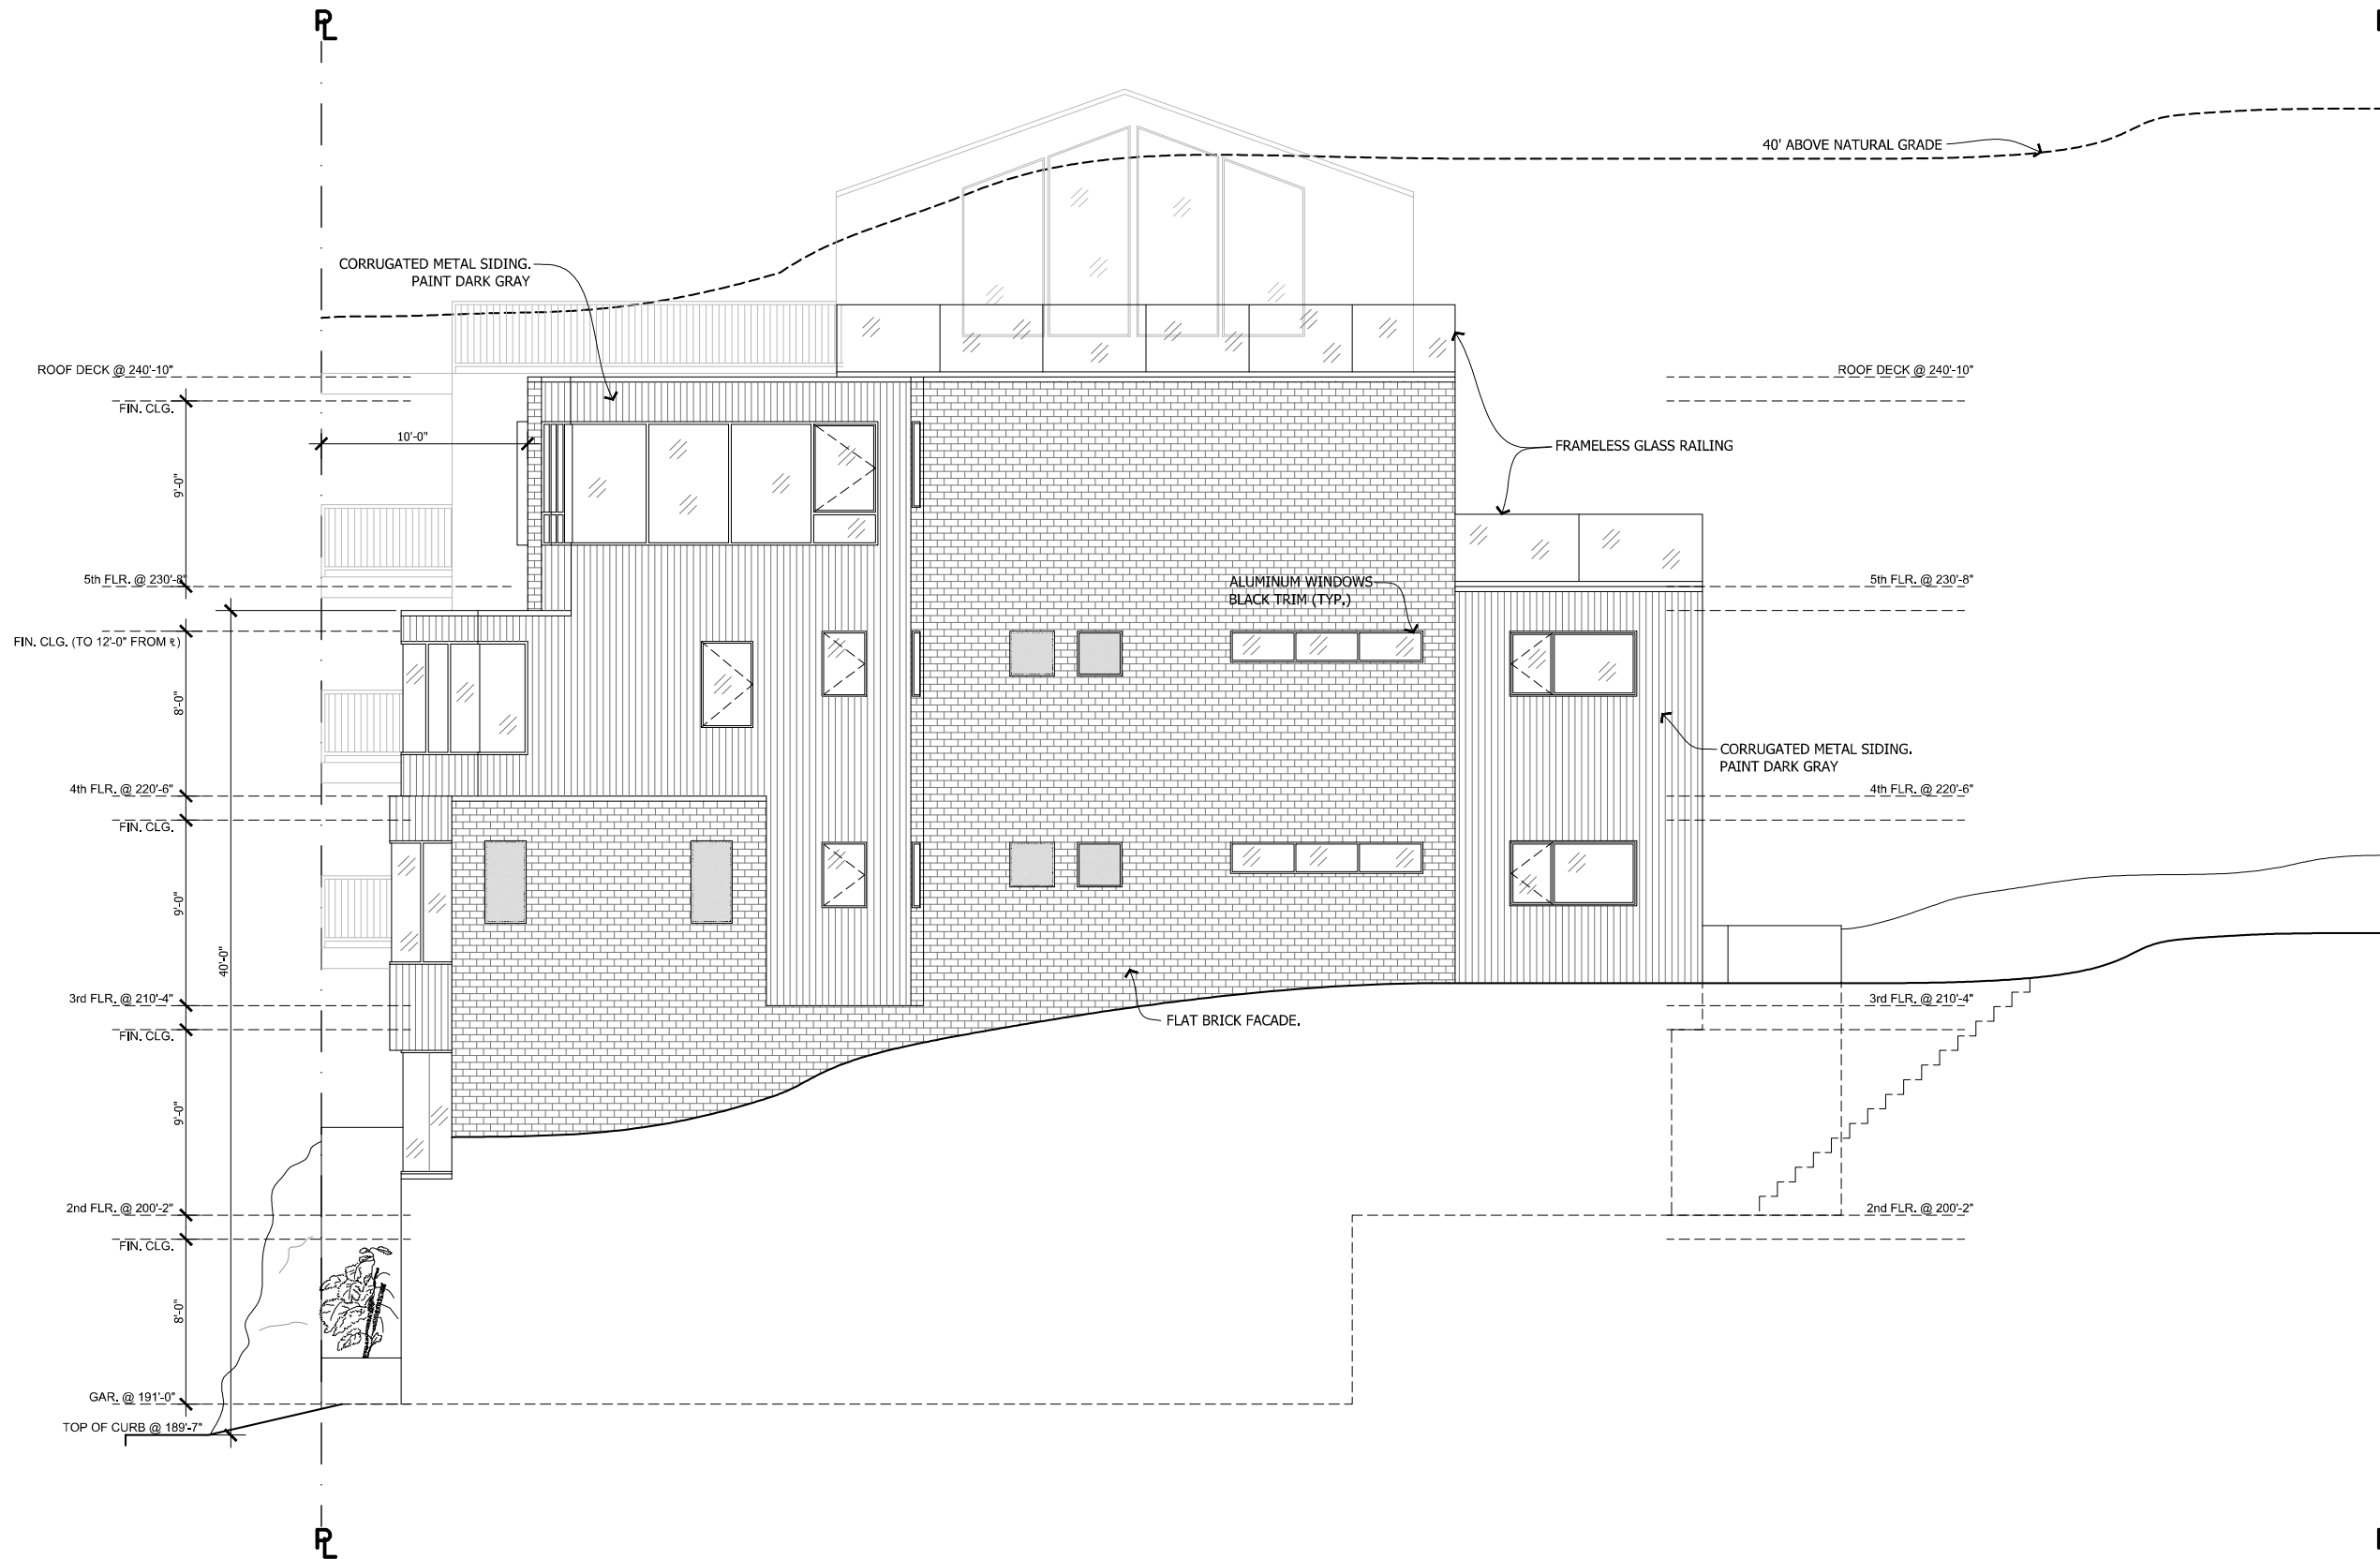 PL
40' ABOVE NATURAL GRADE
CORRUGATED METAL SIDING.
PAINT DARK GRAY
ROOF DECK @ 240'-10"
ROOF DECK @ 240'-10"
FIN. CLG.
10'-0"
FRAMELESS GLASS RAILING
9'-0"
5th FLR. @ 230'-8"
ALUMINUM WINDOWS
BLACK TRIM (TYP.)
5th FLR. @ 230'-8"
FIN. CLG. (TO 12'-0" FROM PL)
8'-0"
CORRUGATED METAL SIDING.
PAINT DARK GRAY
4th FLR. @ 220'-6"
4th FLR. @ 220'-6"
FIN. CLG.
9'-0"
40'-0"
3rd FLR. @ 210'-4"
3rd FLR. @ 210'-4"
FLAT BRICK FACADE.
FIN. CLG.
9'-0"
2nd FLR. @ 200'-2"
2nd FLR. @ 200'-2"
FIN. CLG.
8'-0"
GAR. @ 191'-0"
TOP OF CURB @ 189'-7"
PL